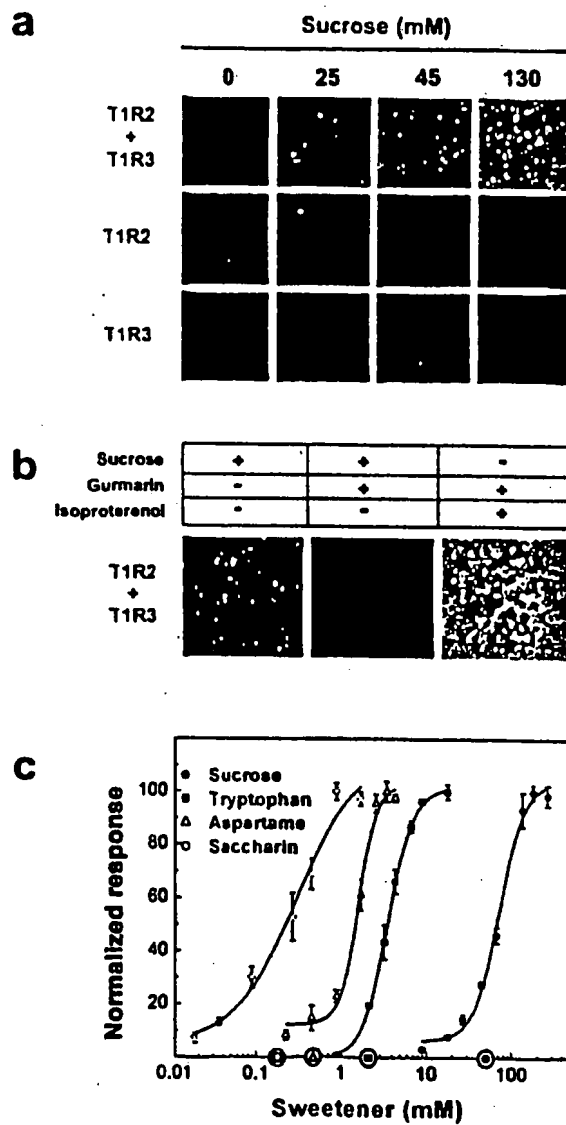 a
Sucrose (mM)
0 25 45 130
T1R2
+
T1R3
T1R2
T1R3
b
Sucrose + + -
Gurmarin - + +
Isoproterenol - - +
T1R2
+
T1R3
c
Normalized response
100
80
60
40
20
Sucrose
Tryptophan
Aspartame
Saccharin
0.01 0.1 1 10 100
Sweetener (mM)